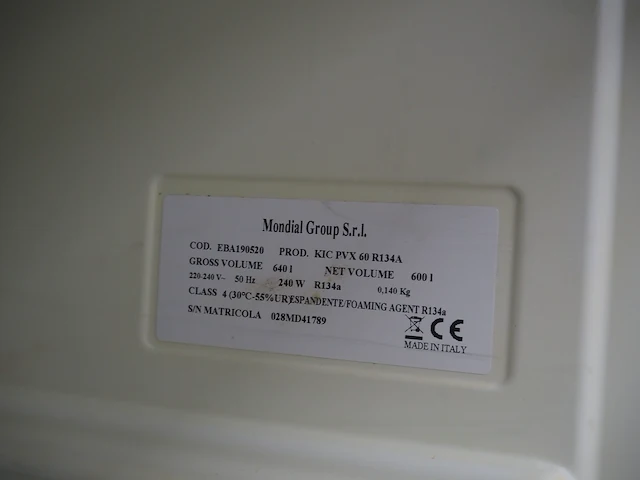 Mondial Group S.r.l.
COD. EBA190520 PROD. KIC PVX 60 R134A
GROSS VOLUME 640 l NET VOLUME 600 l
220-240 V~ 50 Hz 240 W R134a 0,140 Kg
CLASS 4 (30°C-55%UR)ESPANDENTE/FOAMING AGENT R134a
S/N MATRICOLA 028MD41789
CE
MADE IN ITALY